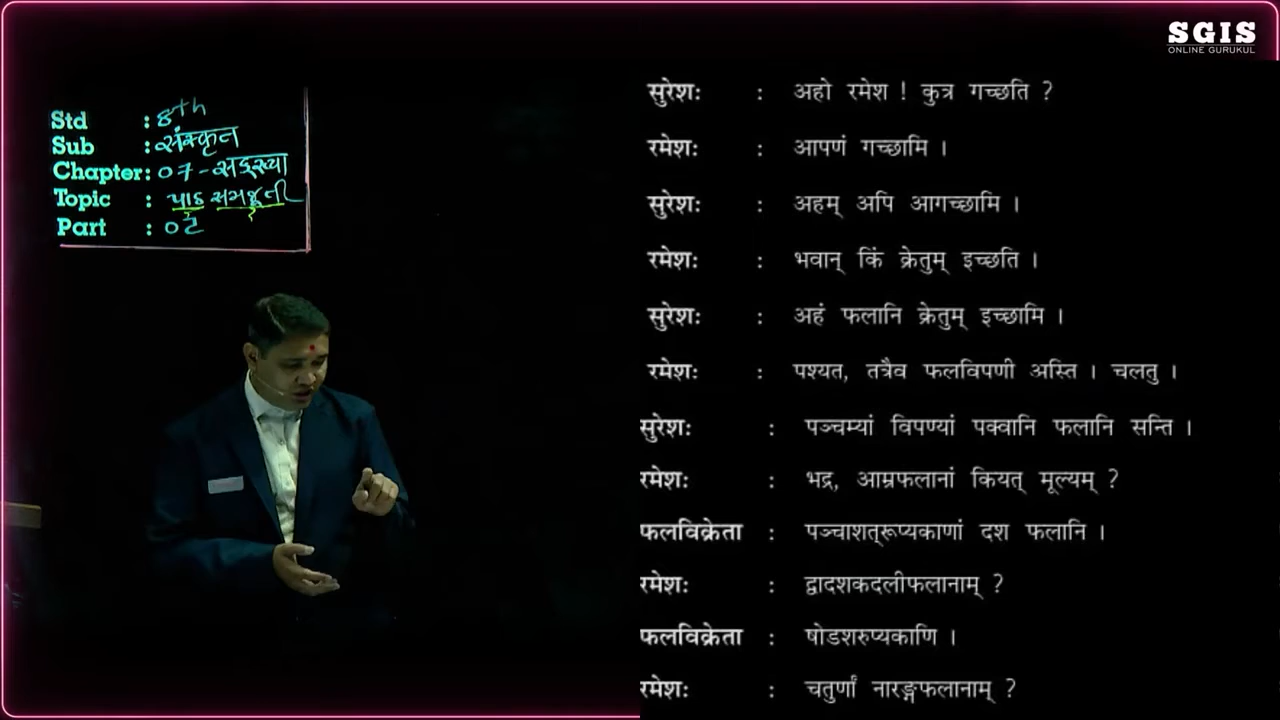 SGIS
ONLINE GURUKUL
Std : 8th
Sub : संस्कृत
Chapter : 07 - सङ्ख्या
Topic : પાઠ સમજૂતી
Part :
सुरेशः : अहो रमेश ! कुत्र गच्छति ?
रमेशः : आपणं गच्छामि ।
सुरेशः : अहम् अपि आगच्छामि ।
रमेशः : भवान् किं क्रेतुम् इच्छति ।
सुरेशः : अहं फलानि क्रेतुम् इच्छामि ।
रमेशः : पश्यत, तत्रैव फलविपणी अस्ति । चलतु ।
सुरेशः : पञ्चम्यां विपण्यां पक्वानि फलानि सन्ति ।
रमेशः : भद्र, आम्रफलानां कियत् मूल्यम् ?
फलविक्रेता : पञ्चाशत्‌रूप्यकाणां दश फलानि ।
रमेशः : द्वादशकदलीफलानाम् ?
फलविक्रेता : षोडशरुप्यकाणि ।
रमेशः : चतुर्णां नारङ्गफलानाम् ?